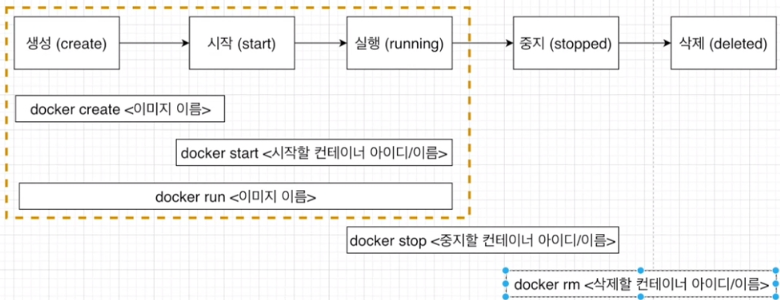 생성 (create)
시작 (start)
실행 (running)
중지 (stopped)
삭제 (deleted)
docker create <이미지 이름>
docker start <시작할 컨테이너 아이디/이름>
docker run <이미지 이름>
docker stop <중지할 컨테이너 아이디/이름>
docker rm <삭제할 컨테이너 아이디/이름>